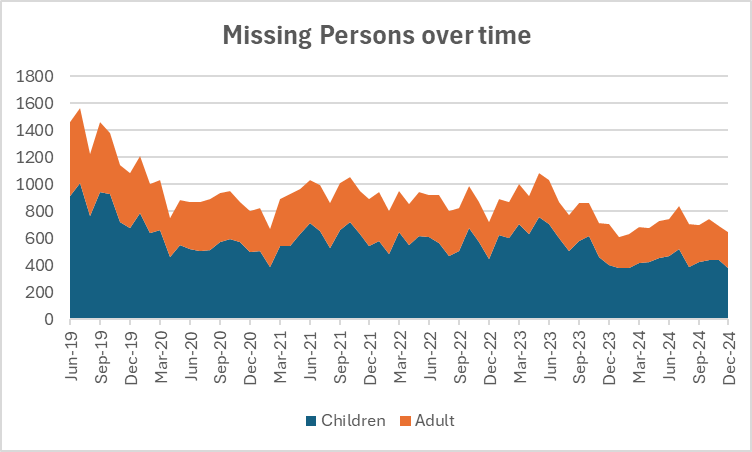 Missing Persons over time
1800
1600
1400
1200
1000
800
600
400
200
0
Jun-19
Sep-19
Dec-19
Mar-20
Jun-20
Sep-20
Dec-20
Mar-21
Jun-21
Sep-21
Dec-21
Mar-22
Jun-22
Sep-22
Dec-22
Mar-23
Jun-23
Sep-23
Dec-23
Mar-24
Jun-24
Sep-24
Dec-24
Children Adult